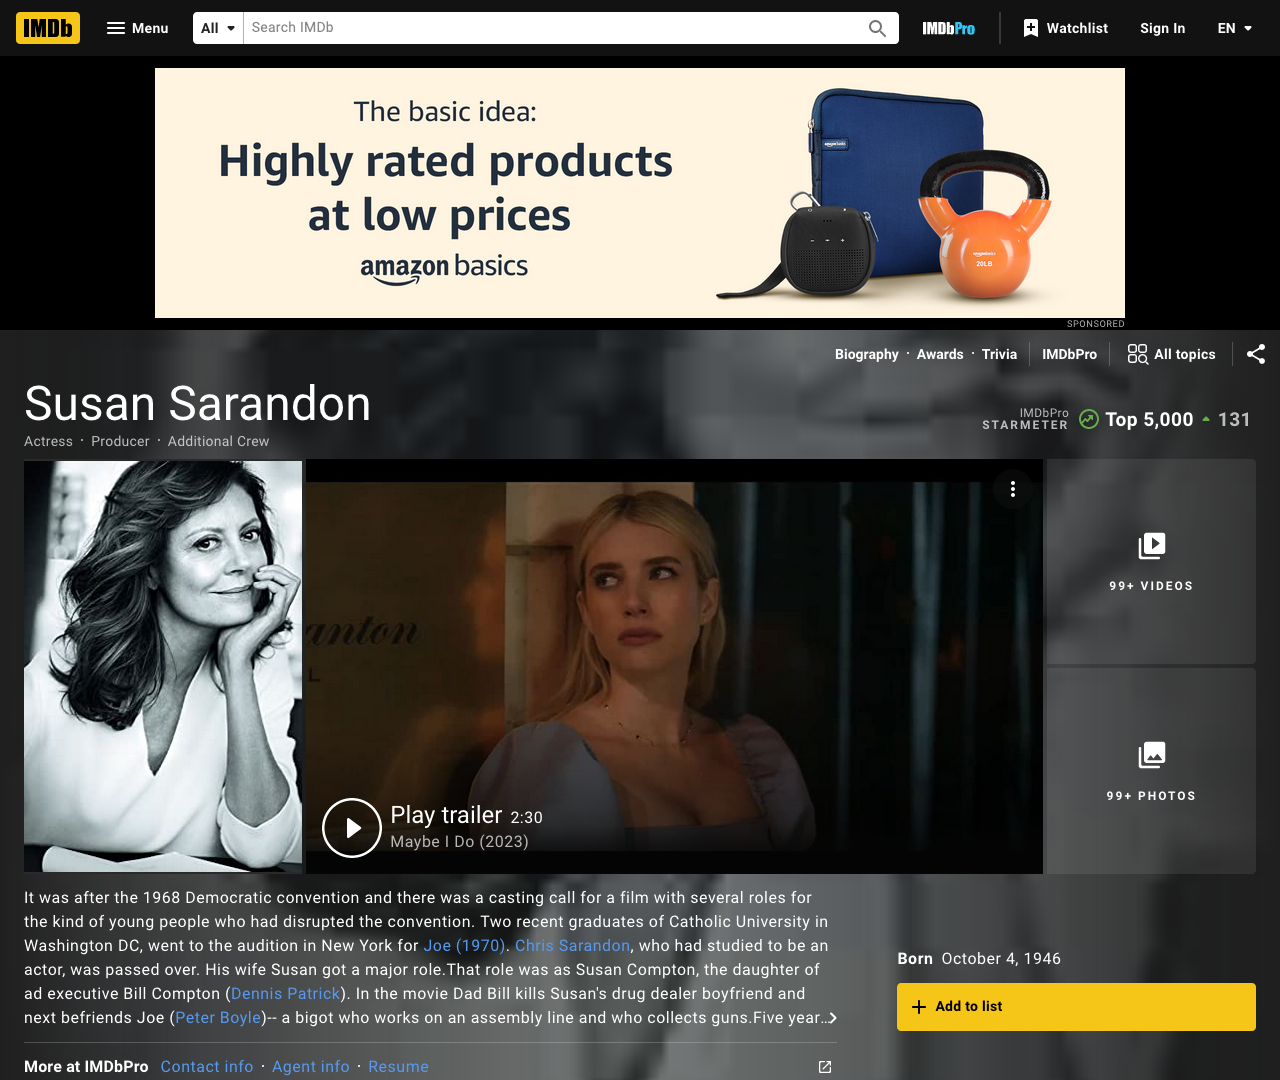 IMDb
Menu
All
Search IMDb
IMDbPro
Watchlist
Sign In
EN
The basic idea:
Highly rated products
at low prices
amazon basics
amazonbasics
amazonbasics
20LB
SPONSORED
Biography · Awards · Trivia
IMDbPro
All topics
Susan Sarandon
Actress · Producer · Additional Crew
IMDbPro
STARMETER
Top 5,000
131
anton
L
99+ VIDEOS
Play trailer 2:30
Maybe I Do (2023)
99+ PHOTOS
It was after the 1968 Democratic convention and there was a casting call for a film with several roles for
the kind of young people who had disrupted the convention. Two recent graduates of Catholic University in
Washington DC, went to the audition in New York for Joe (1970). Chris Sarandon, who had studied to be an
actor, was passed over. His wife Susan got a major role.That role was as Susan Compton, the daughter of
ad executive Bill Compton (Dennis Patrick). In the movie Dad Bill kills Susan's drug dealer boyfriend and
next befriends Joe (Peter Boyle)-- a bigot who works on an assembly line and who collects guns.Five year...
Born October 4, 1946
Add to list
More at IMDbPro Contact info · Agent info · Resume